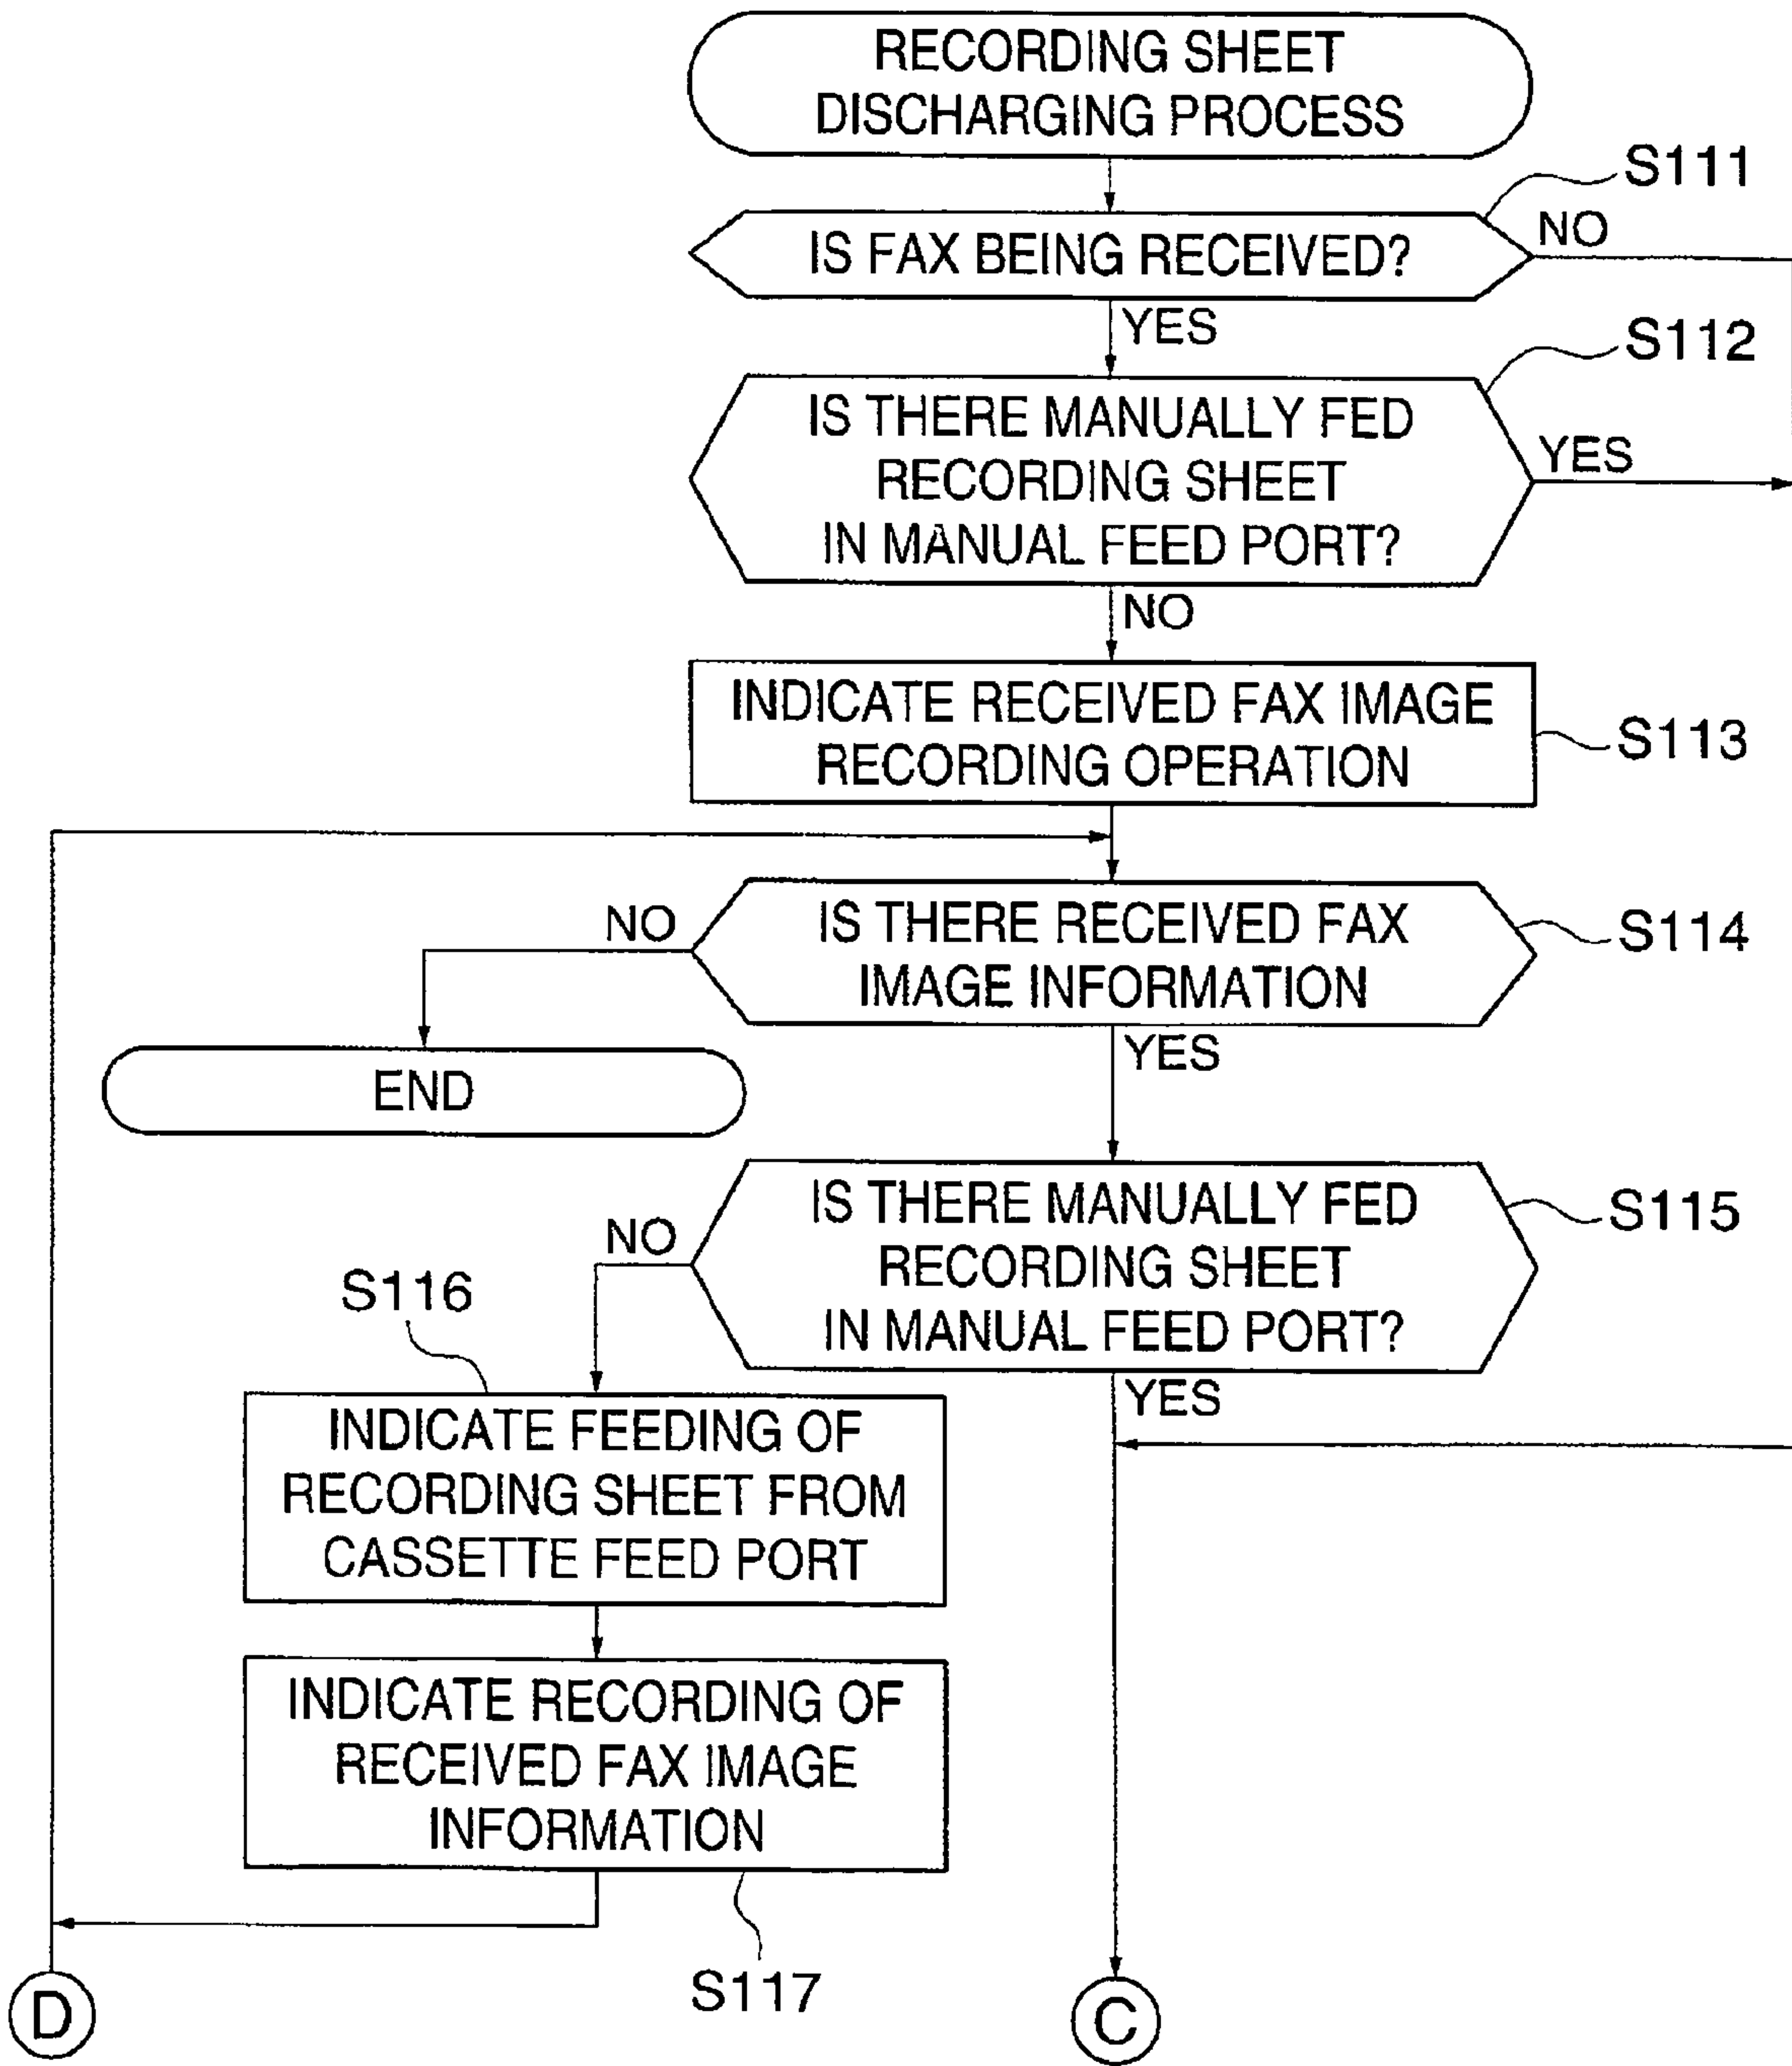 RECORDING SHEET
DISCHARGING PROCESS
S111
IS FAX BEING RECEIVED?
NO
YES
S112
IS THERE MANUALLY FED
RECORDING SHEET
IN MANUAL FEED PORT?
YES
NO
INDICATE RECEIVED FAX IMAGE
RECORDING OPERATION
S113
IS THERE RECEIVED FAX
IMAGE INFORMATION
S114
NO
YES
END
IS THERE MANUALLY FED
RECORDING SHEET
IN MANUAL FEED PORT?
S115
NO
YES
S116
INDICATE FEEDING OF
RECORDING SHEET FROM
CASSETTE FEED PORT
INDICATE RECORDING OF
RECEIVED FAX IMAGE
INFORMATION
S117
D
C